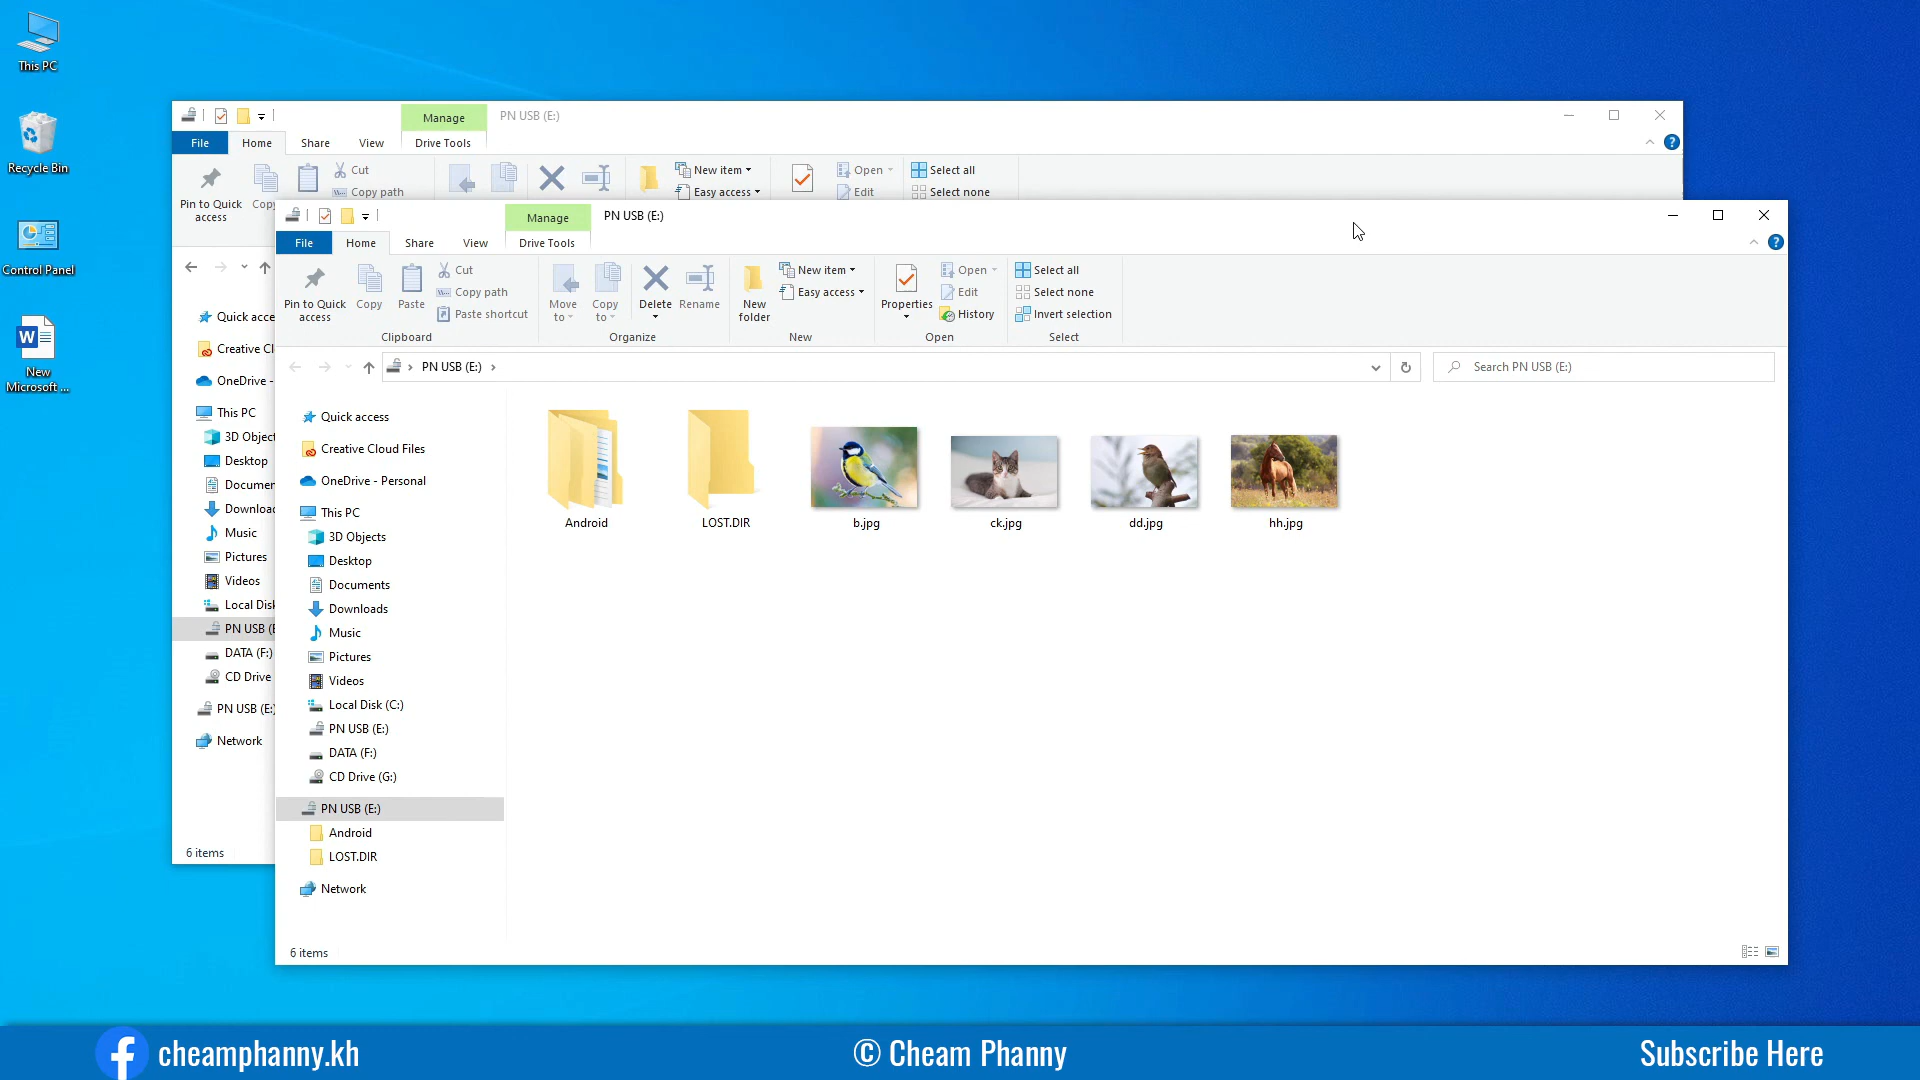 This PC
Recycle Bin
Control Panel
New
Microsoft ...
Manage
PN USB (E:)
File
Home
Share
View
Drive Tools
Pin to Quick
access
Copy
Cut
Copy path
New item
Easy access
Open
Edit
Select all
Select none
Quick acce
Creative Cl
OneDrive -
This PC
3D Object
Desktop
Documen
Downloac
Music
Pictures
Videos
Local Disk
PN USB (E
DATA (F:)
CD Drive
PN USB (E:)
Network
6 items
Manage
PN USB (E:)
File
Home
Share
View
Drive Tools
Pin to Quick
access
Copy
Paste
Cut
Copy path
Paste shortcut
Clipboard
Move
to
Copy
to
Delete
Rename
Organize
New
folder
New item
Easy access
New
Properties
Open
Edit
History
Open
Select all
Select none
Invert selection
Select
PN USB (E:)
Search PN USB (E:)
Quick access
Creative Cloud Files
OneDrive - Personal
This PC
3D Objects
Desktop
Documents
Downloads
Music
Pictures
Videos
Local Disk (C:)
PN USB (E:)
DATA (F:)
CD Drive (G:)
PN USB (E:)
Android
LOST.DIR
Network
Android
LOST.DIR
b.jpg
ck.jpg
dd.jpg
hh.jpg
6 items
cheamphanny.kh
© Cheam Phanny
Subscribe Here